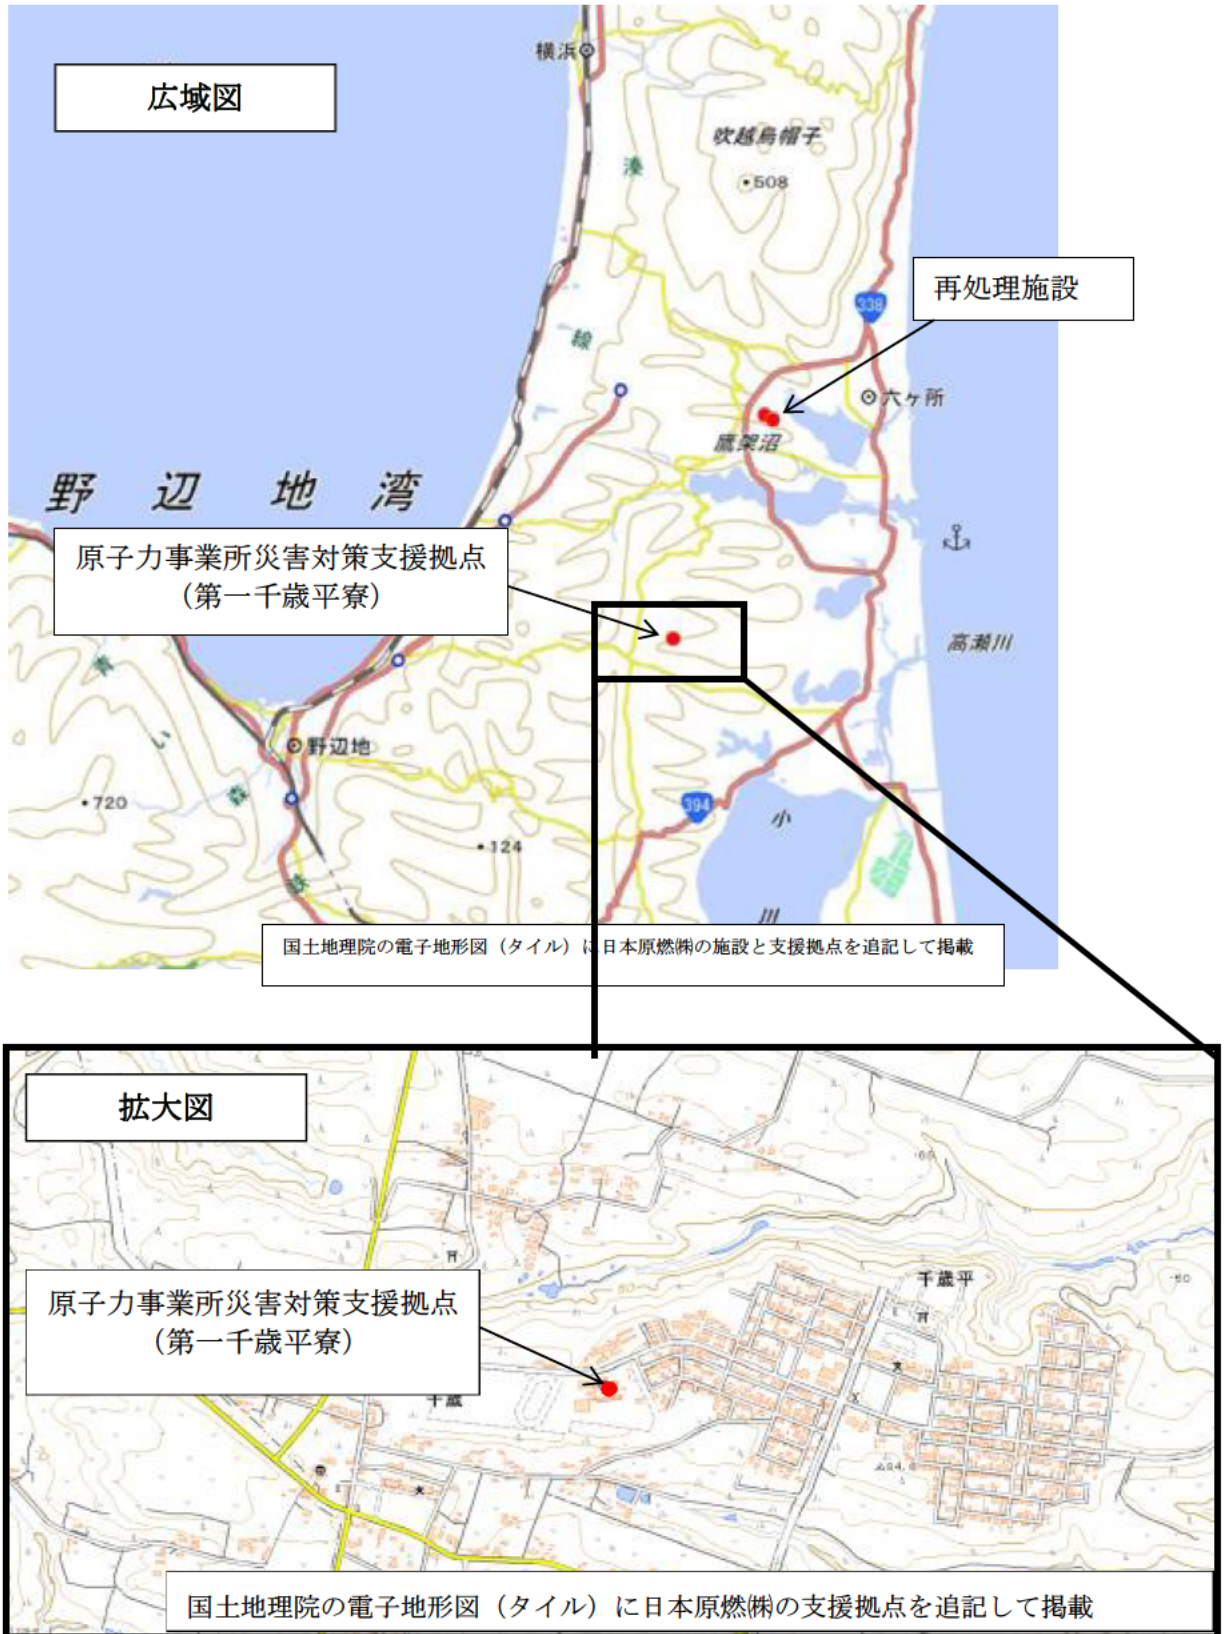 広域図
横浜
吹越烏帽子
508
湊
再処理施設
338
線
六ヶ所
鷹架沼
野辺地湾
原子力事業所災害対策支援拠点
（第一千歳平寮）
高瀬川
青
い
野辺地
森
720
394
小
124
鉄
川
国土地理院の電子地形図（タイル）に日本原燃㈱の施設と支援拠点を追記して掲載
拡大図
千歳平
60
原子力事業所災害対策支援拠点
（第一千歳平寮）
千歳
国土地理院の電子地形図（タイル）に日本原燃㈱の支援拠点を追記して掲載